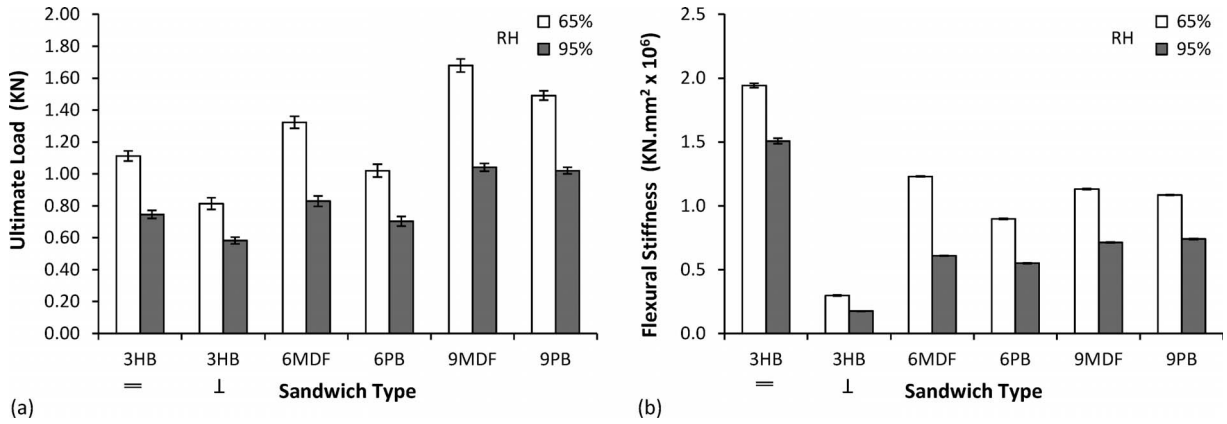 Ultimate Load (KN)
1.80
1.60
1.40
1.20
1.00
0.80
0.60
0.40
0.20
0.00
RH
65%
95%
3HB 3HB 6MDF 6PB 9MDF 9PB
= ⊥ Sandwich Type
(a)
Flexural Stiffness (KN.mm² x 10⁶)
2.5
2.0
1.5
1.0
0.5
0.0
RH
65%
95%
3HB 3HB 6MDF 6PB 9MDF 9PB
= ⊥ Sandwich Type
(b)